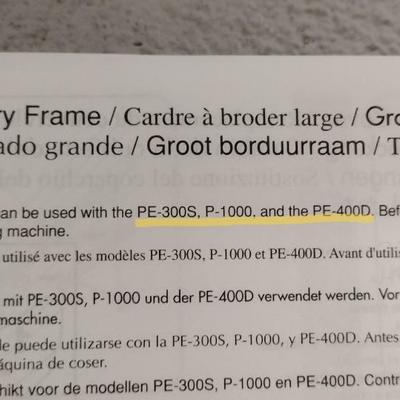 ry Frame / Cardre à broder large / Gro
ado grande / Groot borduurraam / T
an be used with the PE-300S, P-1000, and the PE-400D. Bef
g machine.
utilisé avec les modèles PE-300S, P-1000 et PE-400D. Avant d'utilis
mit PE-300S, P-1000 und der PE-400D verwendet werden. Vor
maschine.
le puede utilizarse con la PE-300S, P-1000, y PE-400D. Antes
áquina de coser.
hikt voor de modellen PE-300S, P-1000 en PE-400D. Contr